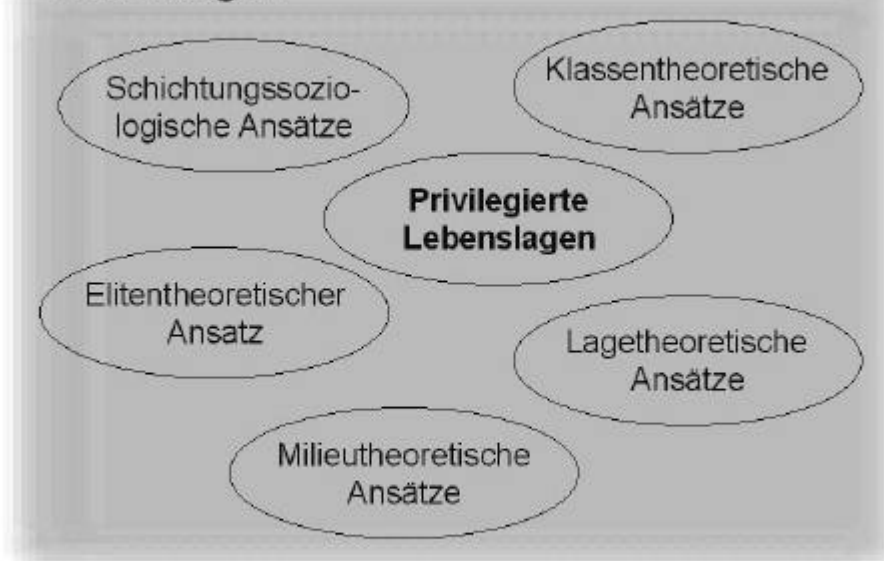 Schichtungssozio-
logische Ansätze
Klassentheoretische
Ansätze
Privilegierte
Lebenslagen
Elitentheoretischer
Ansatz
Lagetheoretische
Ansätze
Milieutheoretische
Ansätze